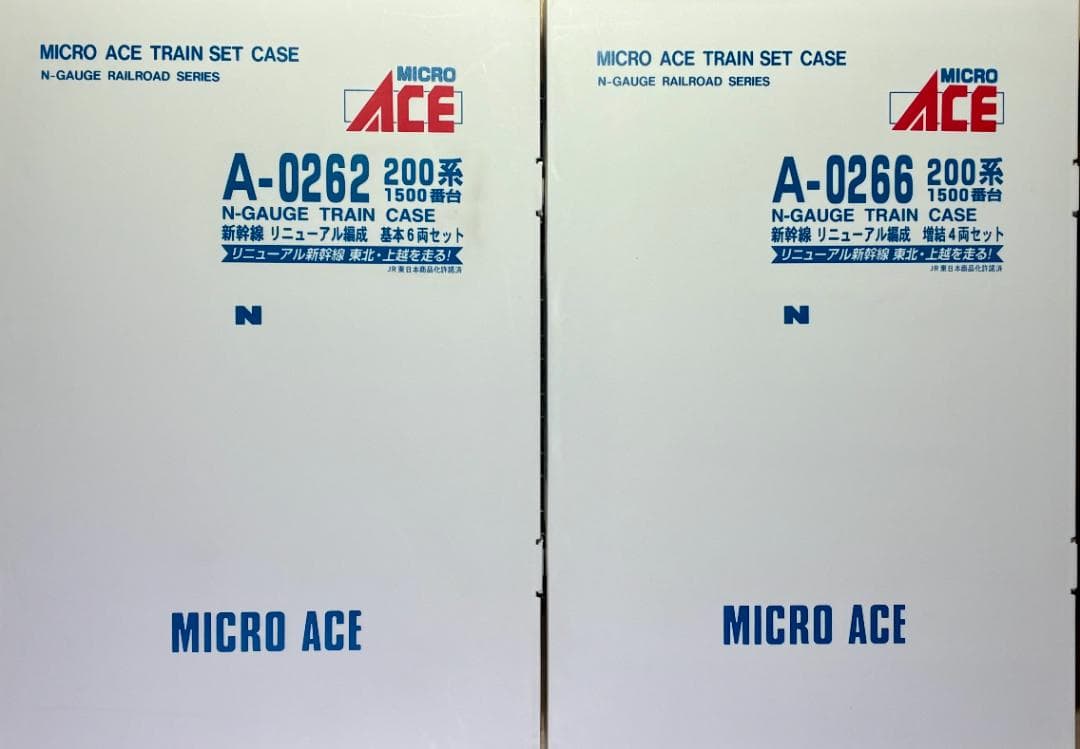 MICRO ACE TRAIN SET CASE
N-GAUGE RAILROAD SERIES
MICRO
ACE
A-0262 200系
1500番台
N-GAUGE TRAIN CASE
新幹線 リニューアル編成 基本6両セット
リニューアル新幹線 東北・上越を走る!
JR東日本商品化許諾済
N
MICRO ACE
MICRO ACE TRAIN SET CASE
N-GAUGE RAILROAD SERIES
MICRO
ACE
A-0266 200系
1500番台
N-GAUGE TRAIN CASE
新幹線 リニューアル編成 増結4両セット
リニューアル新幹線 東北・上越を走る!
JR東日本商品化許諾済
N
MICRO ACE